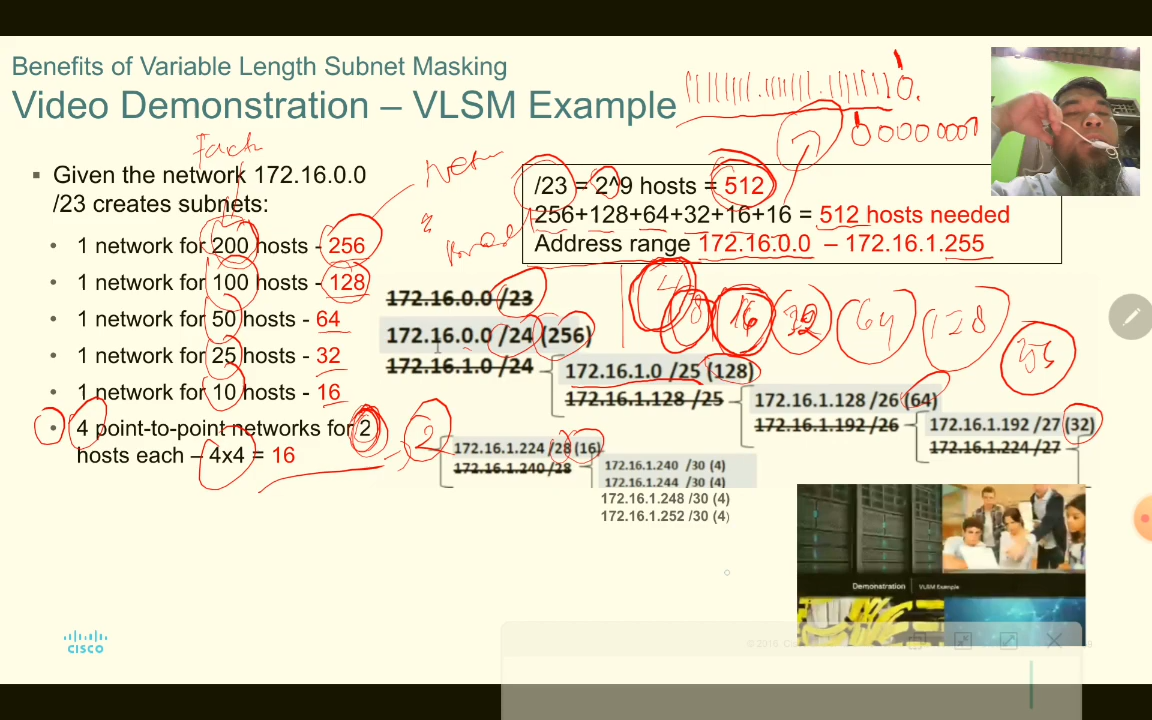 Benefits of Variable Length Subnet Masking
Video Demonstration – VLSM Example
Given the network 172.16.0.0
/23 creates subnets:
1 network for 200 hosts - 256
1 network for 100 hosts - 128
1 network for 50 hosts - 64
1 network for 25 hosts - 32
1 network for 10 hosts - 16
4 point-to-point networks for 2
hosts each – 4x4 = 16
/23 = 2^9 hosts = 512
256+128+64+32+16+16 = 512 hosts needed
Address range 172.16.0.0 – 172.16.1.255
172.16.0.0 /23
172.16.0.0 /24 (256)
172.16.1.0 /24
172.16.1.0 /25 (128)
172.16.1.128 /25
172.16.1.128 /26 (64)
172.16.1.192 /26
172.16.1.192 /27 (32)
172.16.1.224 /27
172.16.1.224 /28 (16)
172.16.1.240 /28
172.16.1.240 /30 (4)
172.16.1.244 /30 (4)
172.16.1.248 /30 (4)
172.16.1.252 /30 (4)
4 8 16 32 64 128
2
Demonstration VLSM Example
CISCO